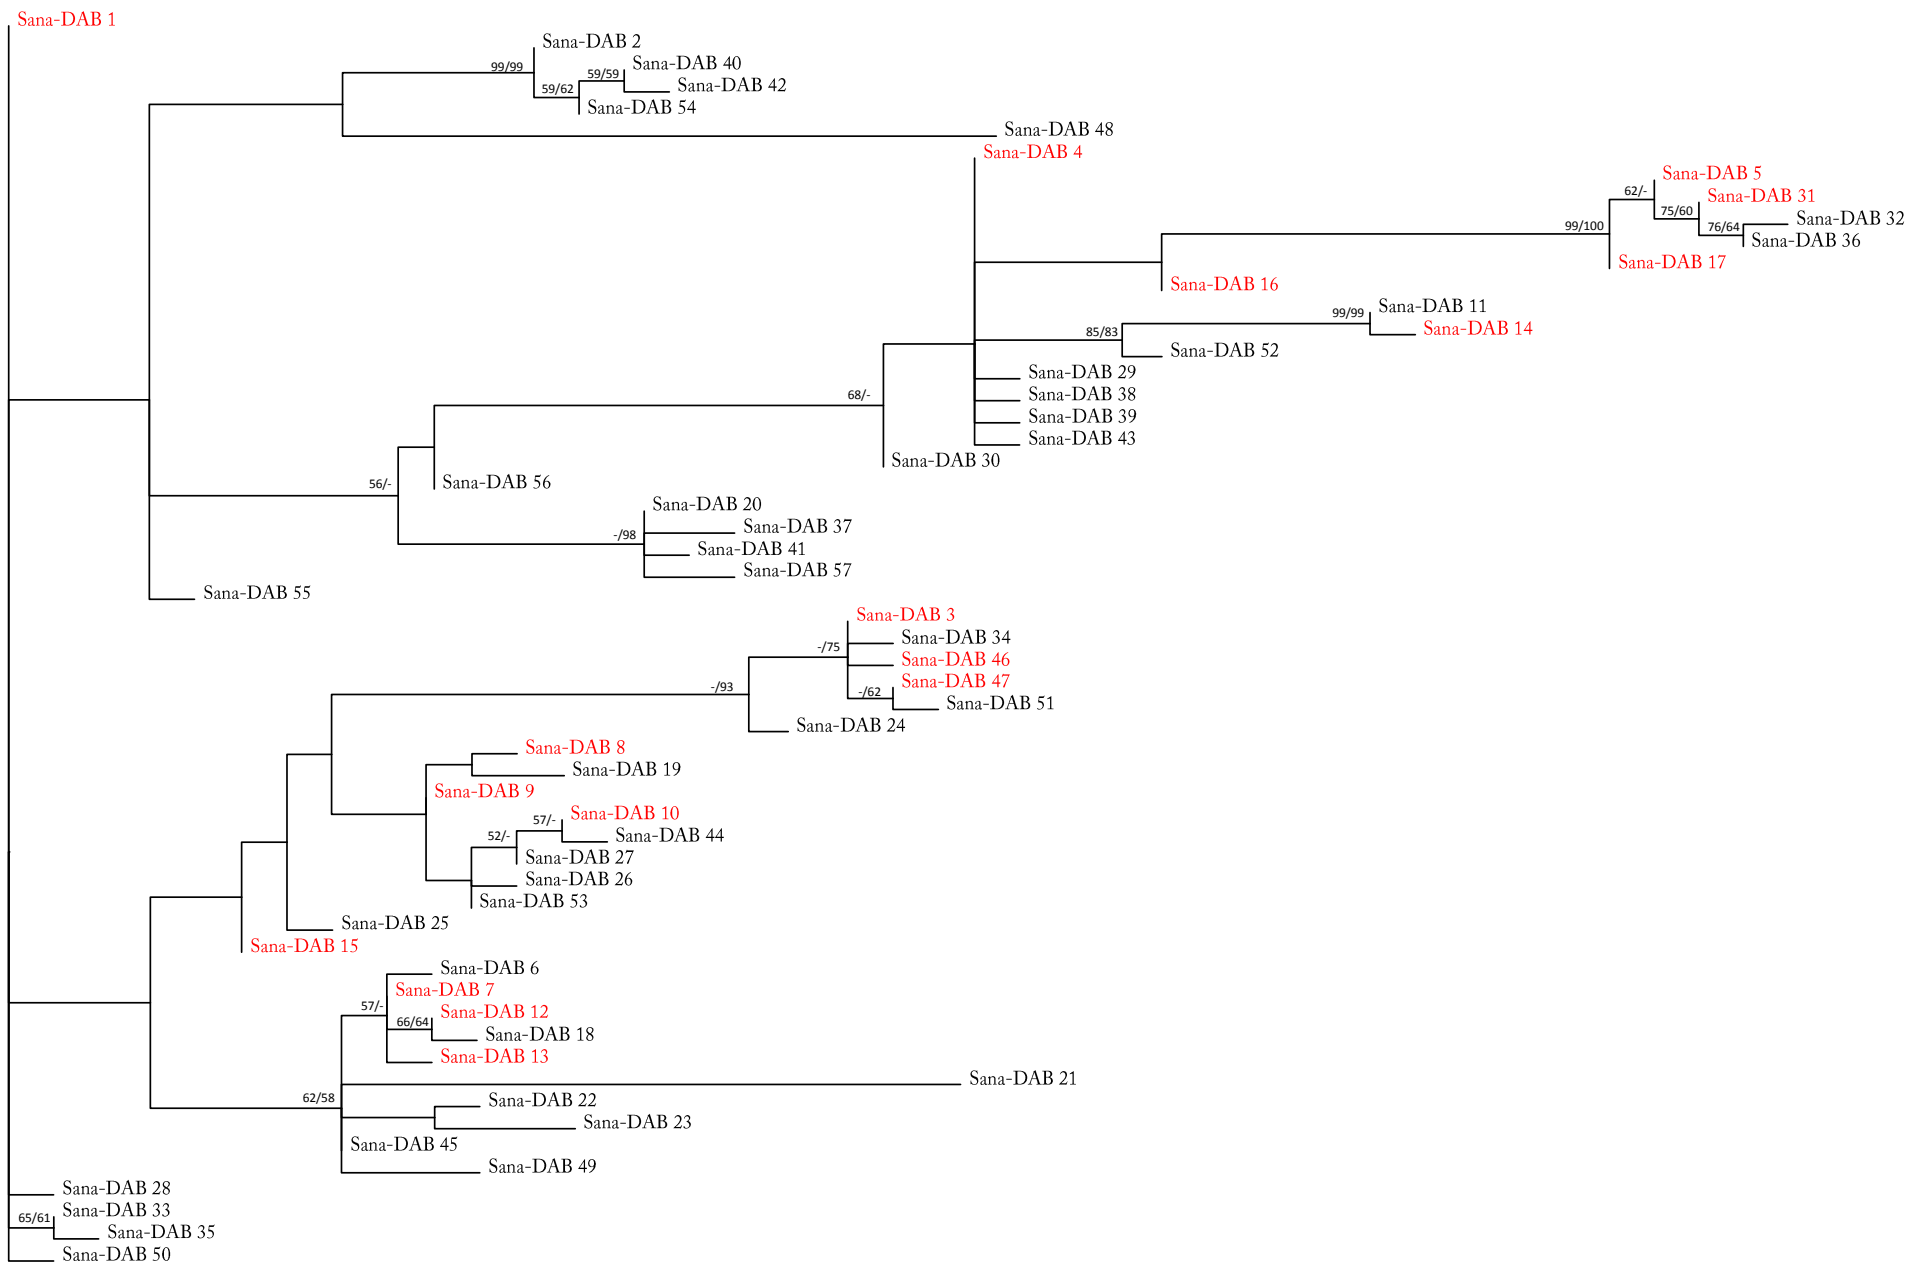 Sana-DAB 1
Sana-DAB 2
99/99
Sana-DAB 40
59/59
Sana-DAB 42
59/62
Sana-DAB 54
Sana-DAB 48
Sana-DAB 4
Sana-DAB 5
62/-
Sana-DAB 31
75/60
Sana-DAB 32
76/64
Sana-DAB 36
99/100
Sana-DAB 17
Sana-DAB 16
Sana-DAB 11
99/99
Sana-DAB 14
85/83
Sana-DAB 52
Sana-DAB 29
Sana-DAB 38
68/-
Sana-DAB 39
Sana-DAB 43
Sana-DAB 30
Sana-DAB 56
56/-
Sana-DAB 20
Sana-DAB 37
-/98
Sana-DAB 41
Sana-DAB 57
Sana-DAB 55
Sana-DAB 3
Sana-DAB 34
-/75
Sana-DAB 46
Sana-DAB 47
-/93
-/62
Sana-DAB 51
Sana-DAB 24
Sana-DAB 8
Sana-DAB 19
Sana-DAB 9
Sana-DAB 10
57/-
Sana-DAB 44
52/-
Sana-DAB 27
Sana-DAB 26
Sana-DAB 53
Sana-DAB 25
Sana-DAB 15
Sana-DAB 6
Sana-DAB 7
57/-
Sana-DAB 12
66/64
Sana-DAB 18
Sana-DAB 13
Sana-DAB 21
62/58
Sana-DAB 22
Sana-DAB 23
Sana-DAB 45
Sana-DAB 49
Sana-DAB 28
Sana-DAB 33
65/61
Sana-DAB 35
Sana-DAB 50